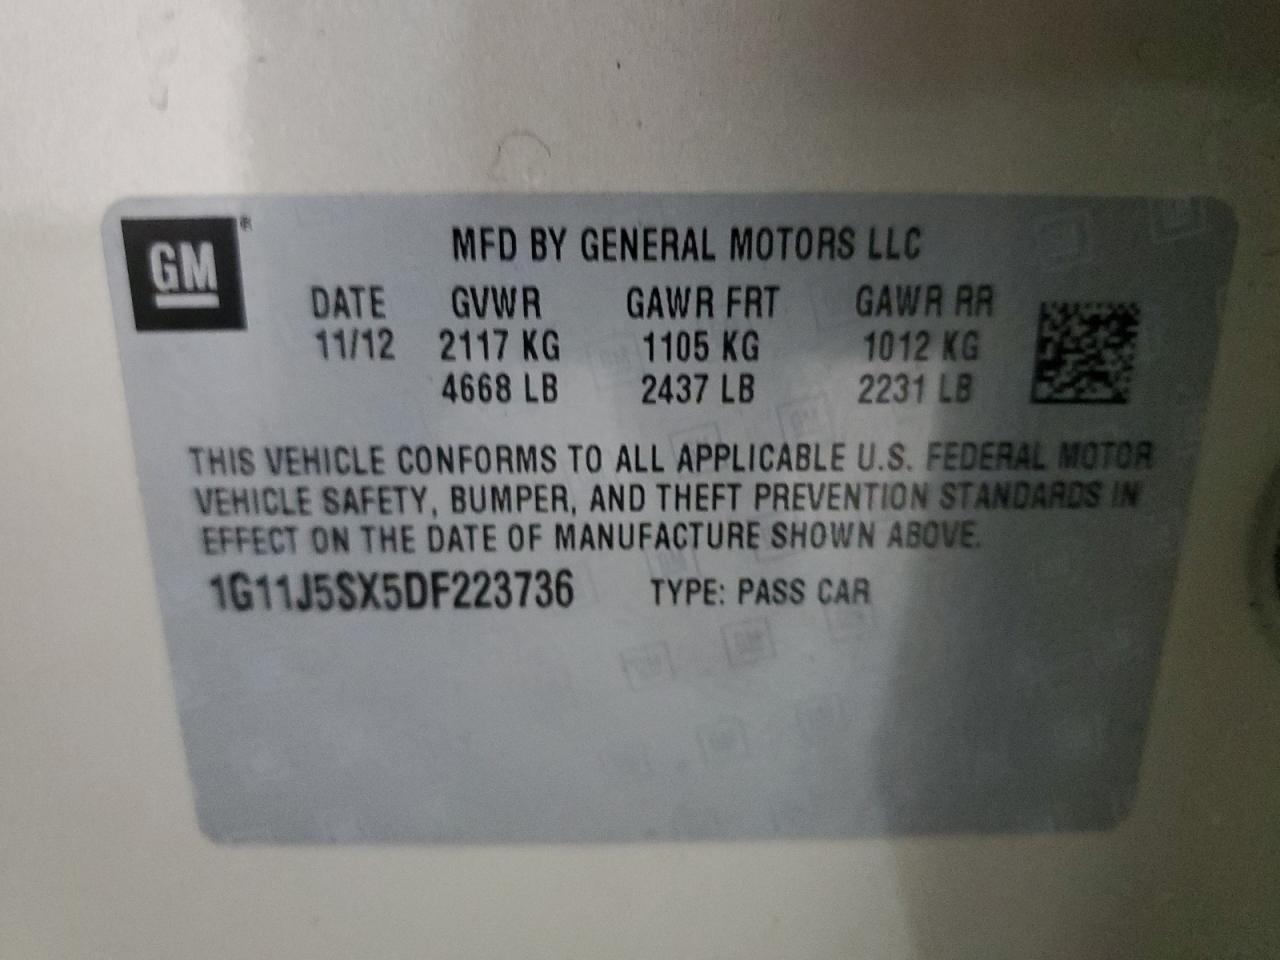 GM®
MFD BY GENERAL MOTORS LLC
DATE GVWR GAWR FRT GAWR RR
11/12 2117 KG 1105 KG 1012 KG
4668 LB 2437 LB 2231 LB
THIS VEHICLE CONFORMS TO ALL APPLICABLE U.S. FEDERAL MOTOR
VEHICLE SAFETY, BUMPER, AND THEFT PREVENTION STANDARDS IN
EFFECT ON THE DATE OF MANUFACTURE SHOWN ABOVE.
1G11J5SX5DF223736 TYPE: PASS CAR